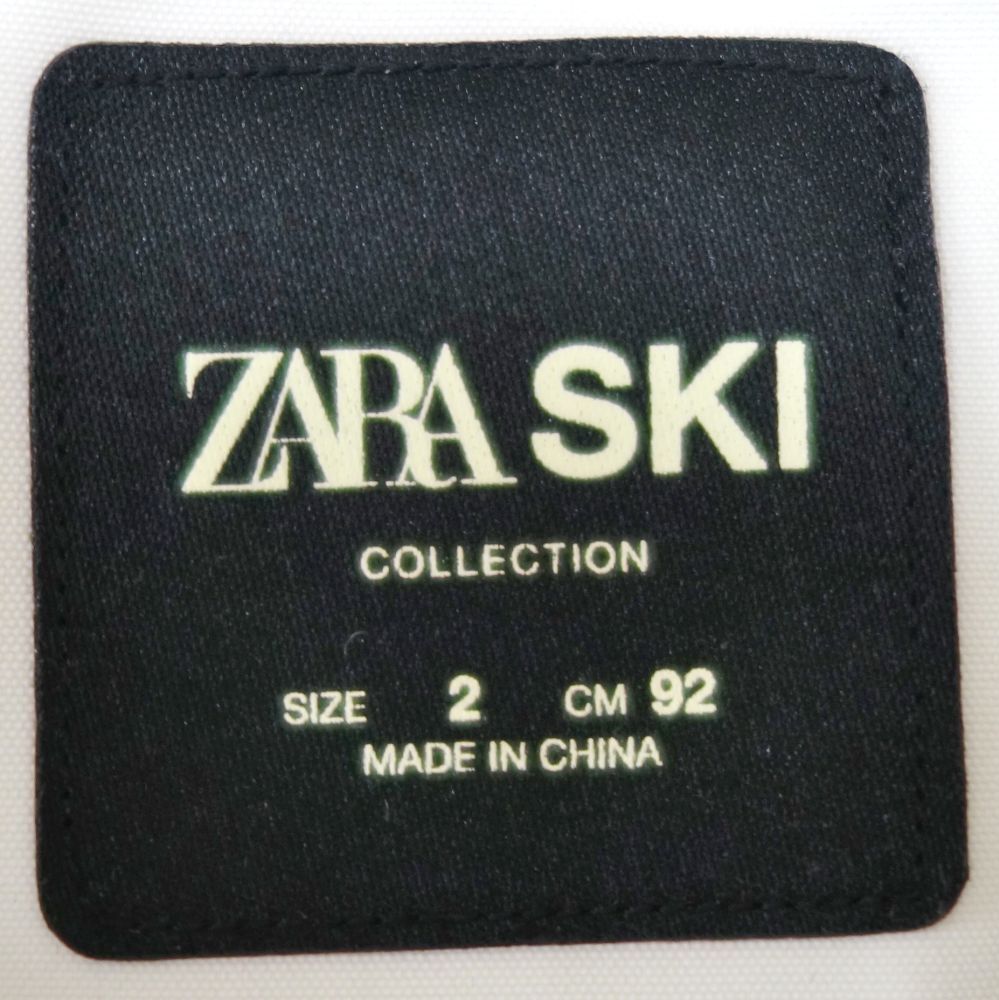 ZARA SKI
COLLECTION
SIZE 2 CM 92
MADE IN CHINA